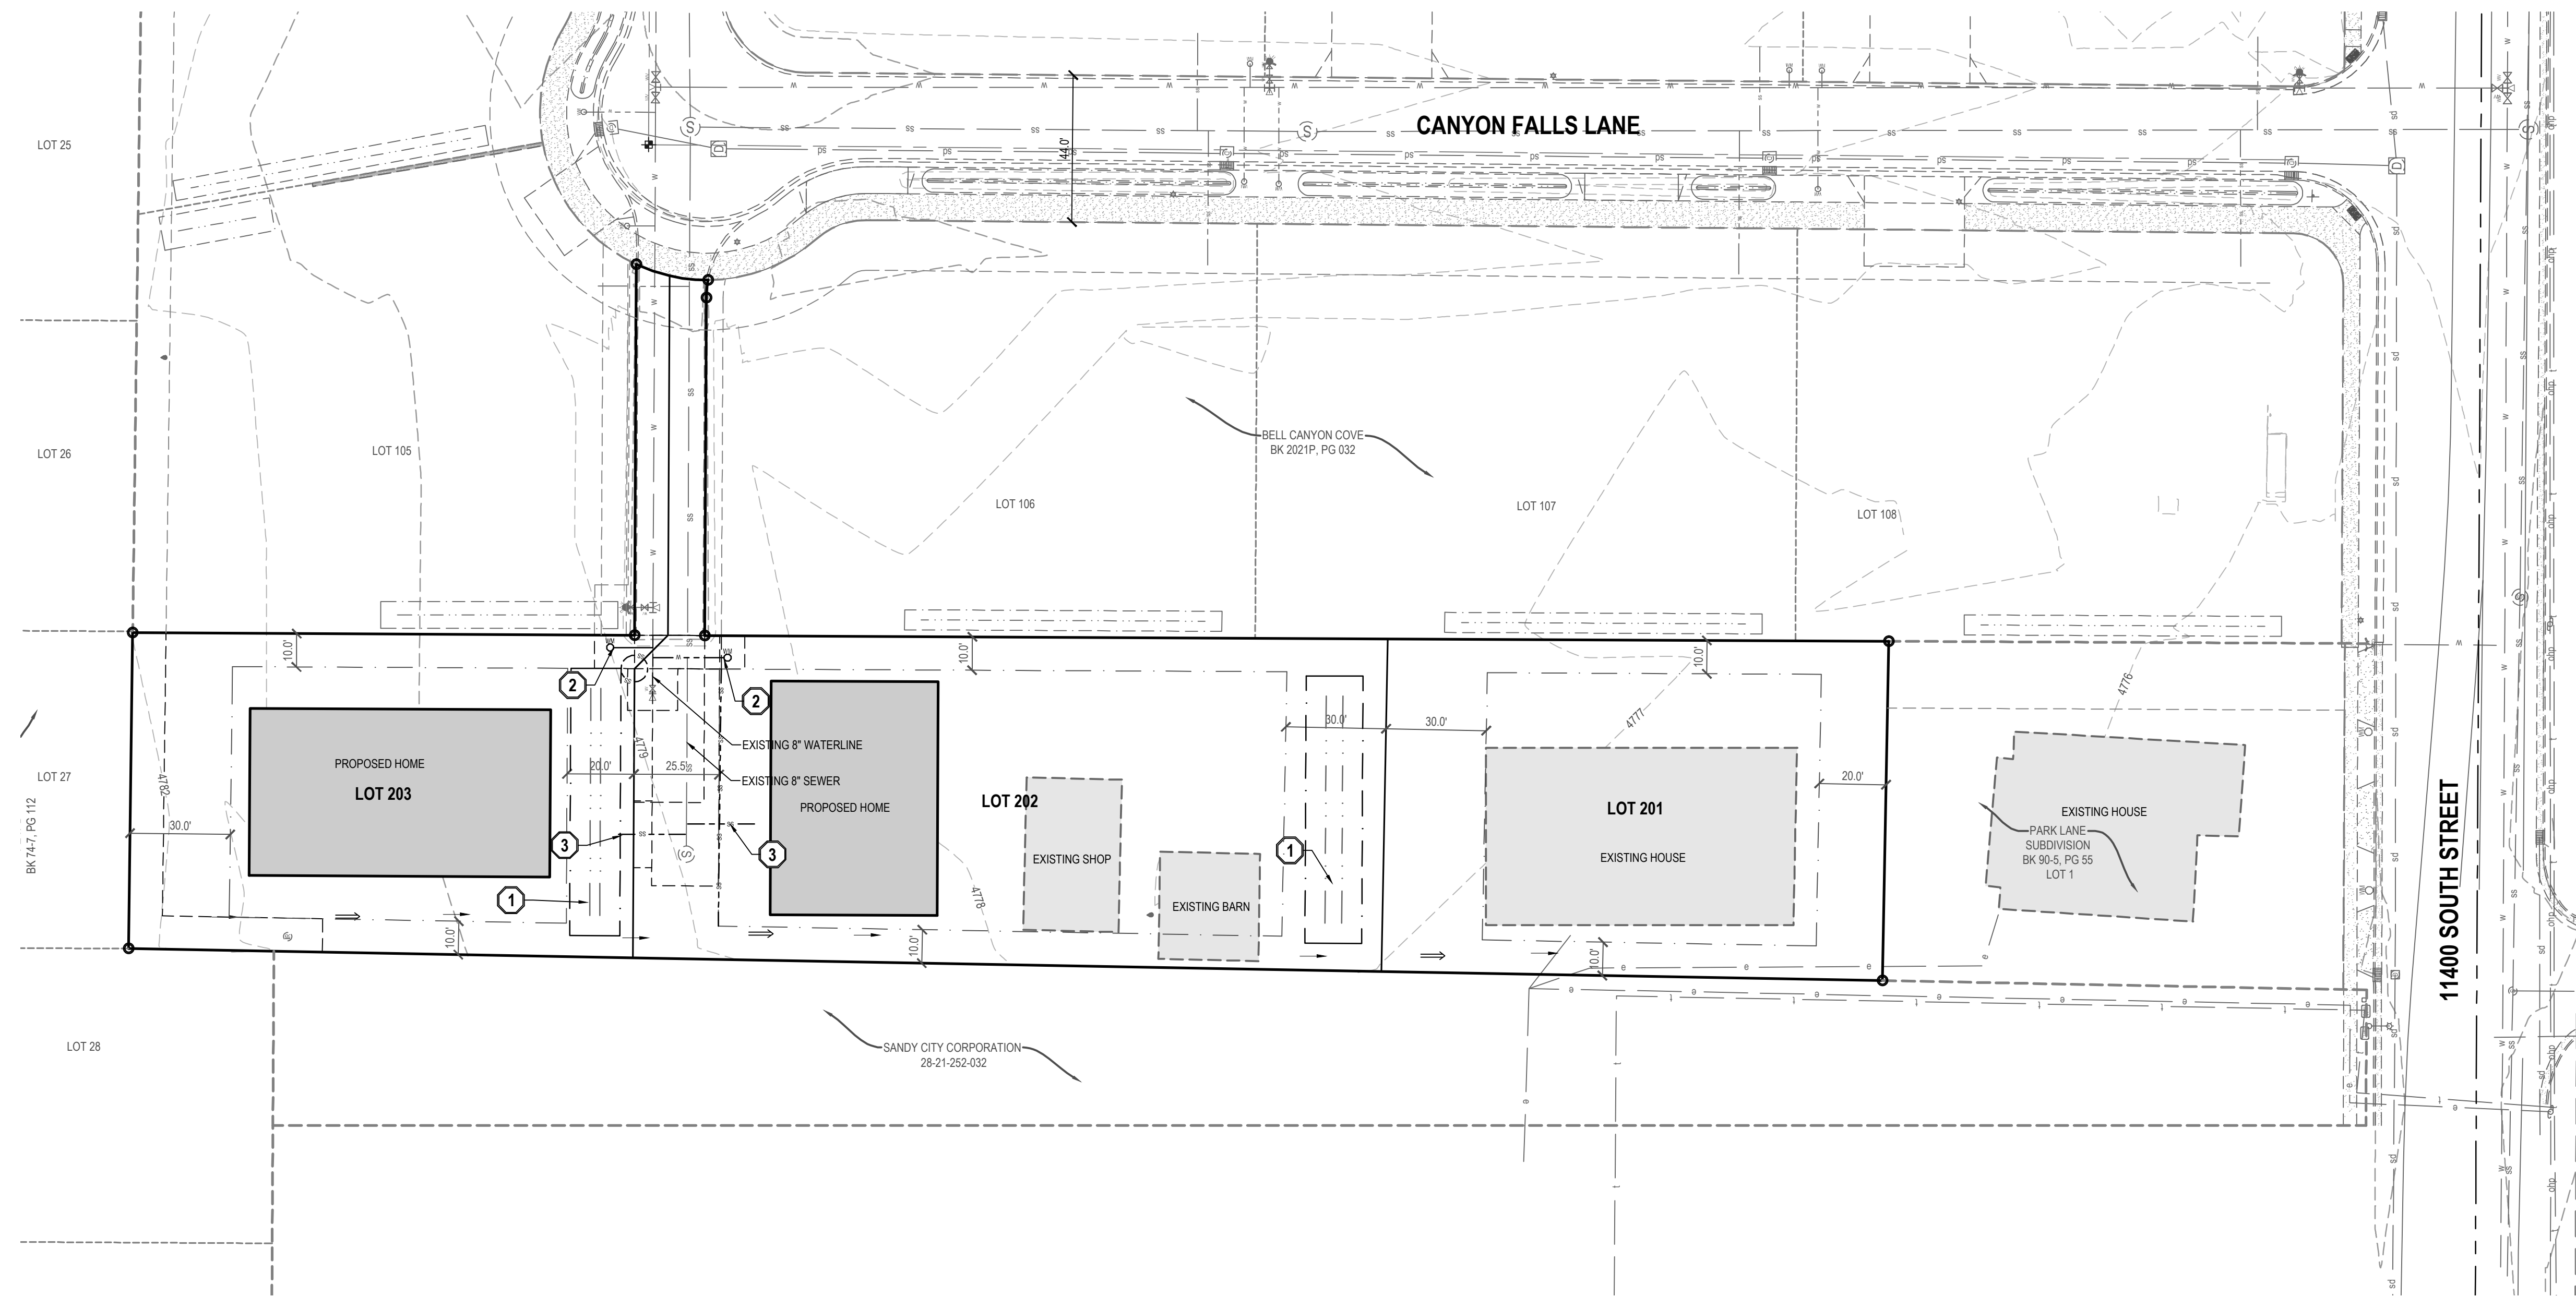 CANYON FALLS LANE
44.0'
LOT 25
LOT 26
LOT 105
BELL CANYON COVE
BK 2021P, PG 032
LOT 106
LOT 107
LOT 108
10.0'
10.0'
10.0'
2
2
WM
WM
4776
4777
4779
4782
EXISTING 8" WATERLINE
EXISTING 8" SEWER
30.0'
30.0'
20.0'
25.5'
20.0'
30.0'
LOT 27
BK 74-7, PG 112
PROPOSED HOME
LOT 203
PROPOSED HOME
LOT 202
LOT 201
EXISTING HOUSE
EXISTING SHOP
EXISTING BARN
EXISTING HOUSE
PARK LANE
SUBDIVISION
BK 90-5, PG 55
LOT 1
3
3
1
1
4778
10.0'
10.0'
10.0'
11400 SOUTH STREET
SANDY CITY CORPORATION
28-21-252-032
LOT 28